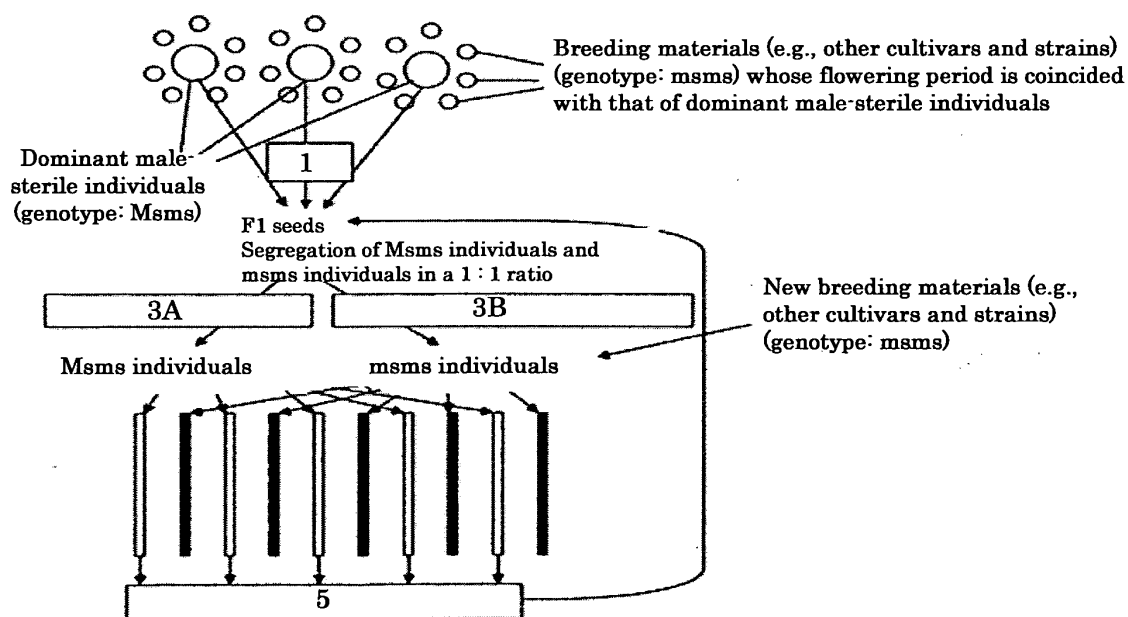 Breeding materials (e.g., other cultivars and strains)
(genotype: msms) whose flowering period is coincided
with that of dominant male-sterile individuals
Dominant male-
sterile individuals
(genotype: Msms)
1
F1 seeds
Segregation of Msms individuals and
msms individuals in a 1 : 1 ratio
3A
3B
New breeding materials (e.g.,
other cultivars and strains)
(genotype: msms)
Msms individuals
msms individuals
5